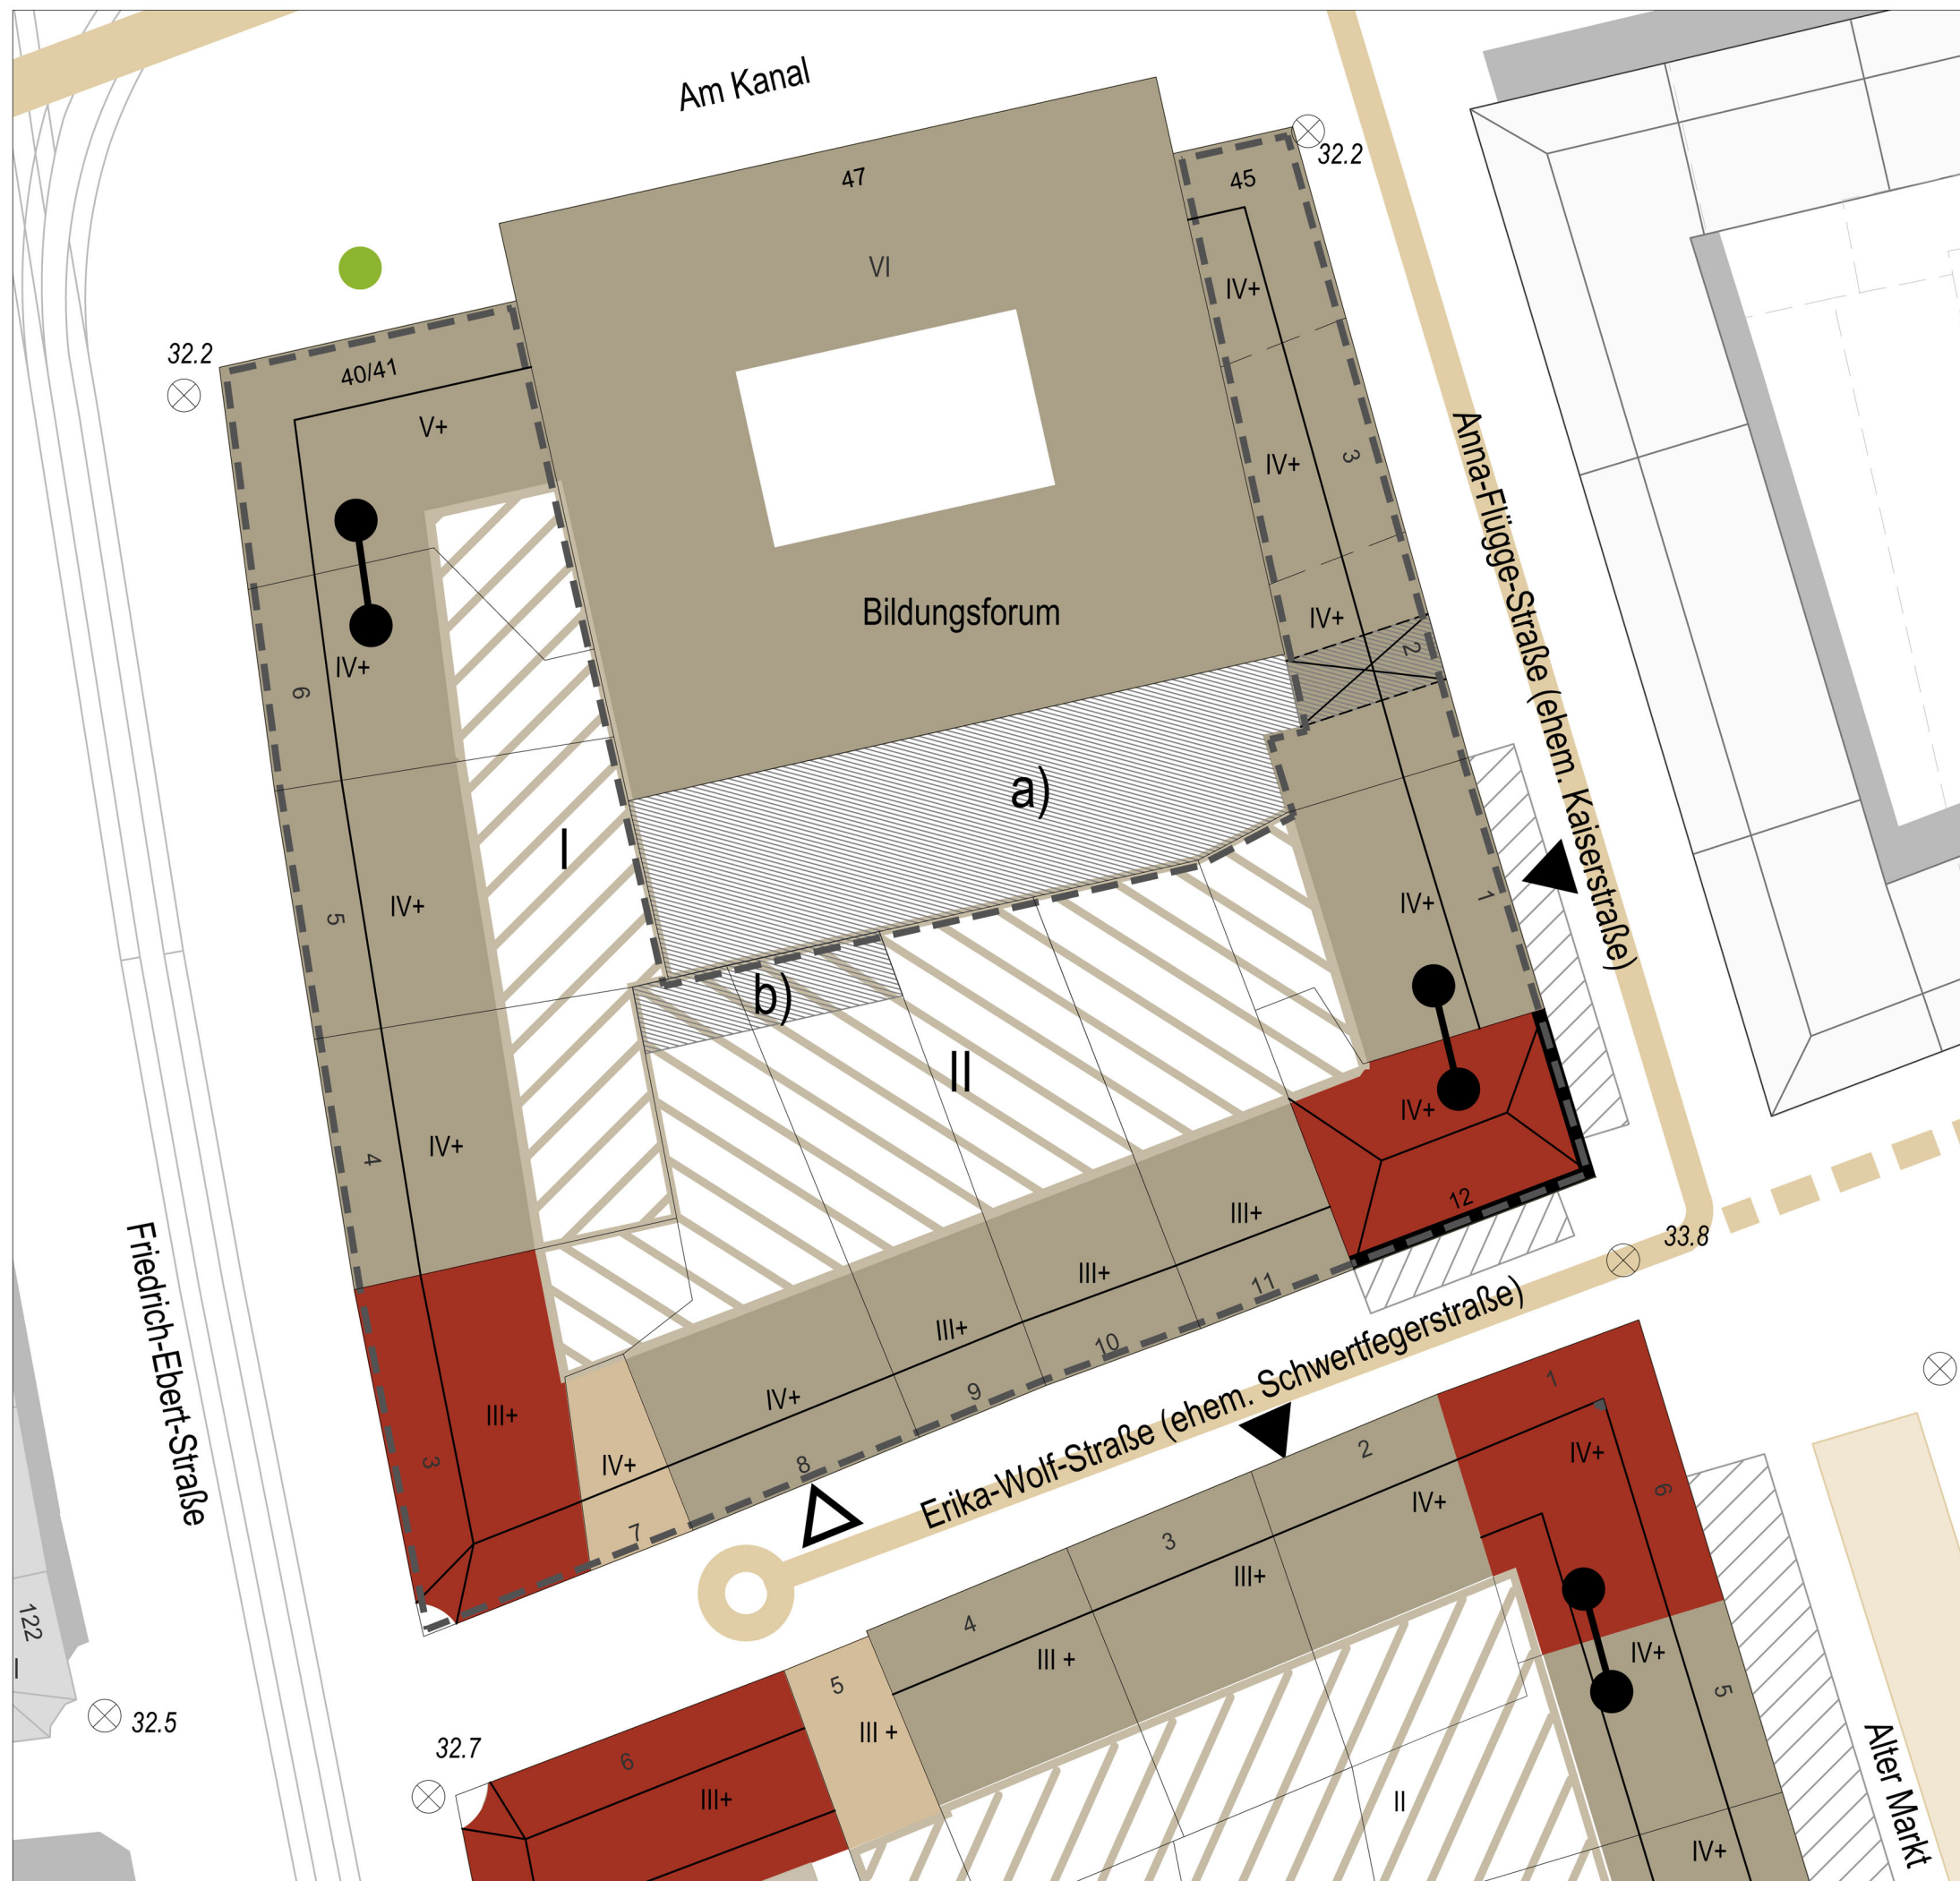 Am Kanal
32.2
47
45
VI
IV+
32.2
40/41
V+
IV+
3
Bildungsforum
IV+
2
IV+
6
a)
I
Anna-Flügge-Straße (ehem. Kaiserstraße)
IV+
5
IV+
1
b)
II
IV+
4
IV+
12
III+
33.8
III+
11
III+
10
IV+
9
III+
IV+
8
3
7
Friedrich-Ebert-Straße
Erika-Wolf-Straße (ehem. Schwertfegerstraße)
1
2
IV+
IV+
6
3
III+
4
III +
IV+
5
5
III +
122
I
32.5
32.7
6
III+
II
IV+
Alter Markt